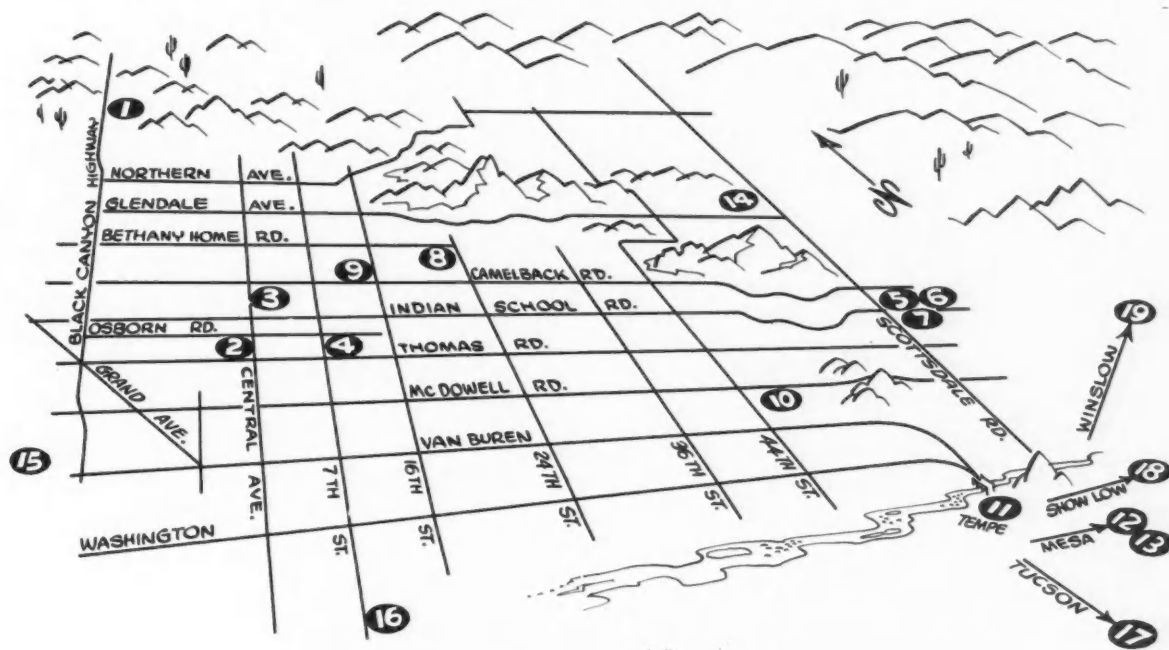 1
BLACK CANYON HIGHWAY
NORTHERN AVE.
GLENDALE AVE.
BETHANY HOME RD.
N
14
8
9
CAMELBACK RD.
3
INDIAN SCHOOL RD.
5
6
7
SCOTTSDALE RD.
19
WINSLOW
OSBORN RD.
2
4
THOMAS RD.
GRAND AVE.
CENTRAL AVE.
McDOWELL RD.
10
VAN BUREN
15
7TH ST.
16TH ST.
24TH ST.
36TH ST.
44TH ST.
WASHINGTON
11
TEMPE
SHOW LOW
18
MESA
12
13
TUCSON
17
16